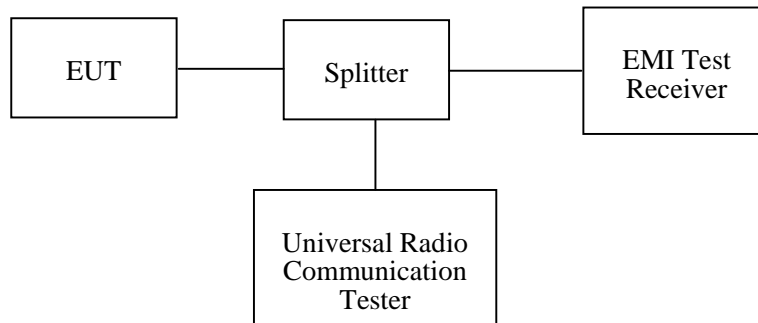 EUT
Splitter
EMI Test
Receiver
Universal Radio
Communication
Tester